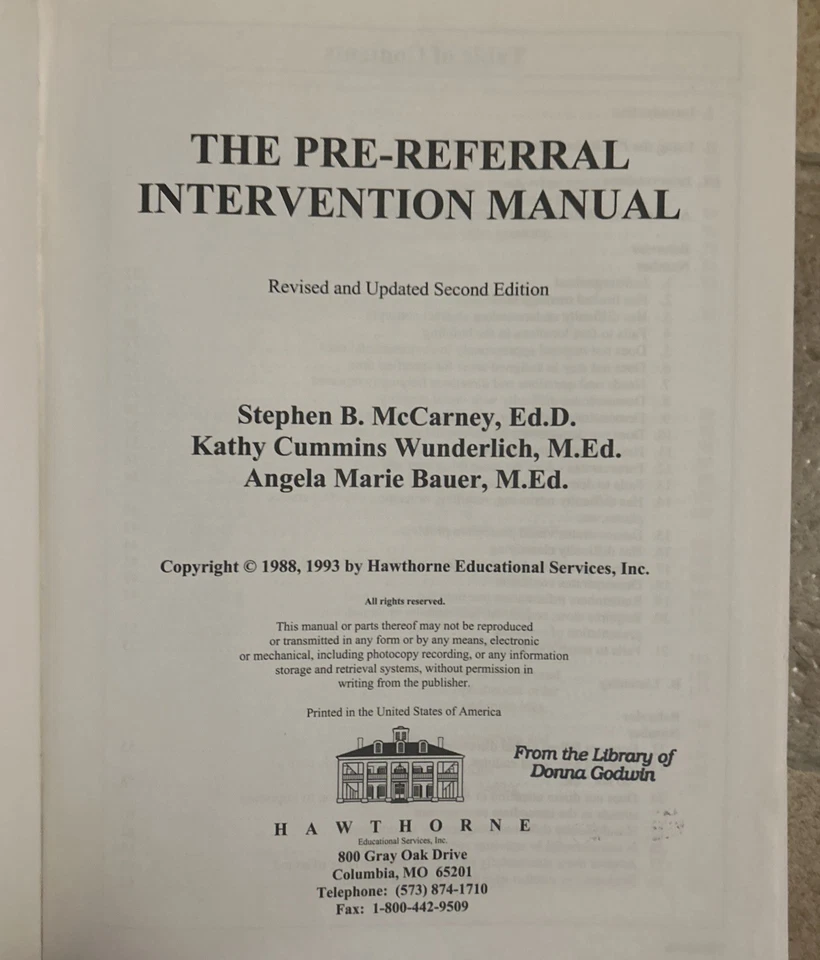 THE PRE-REFERRAL
INTERVENTION MANUAL
Revised and Updated Second Edition
Stephen B. McCarney, Ed.D.
Kathy Cummins Wunderlich, M.Ed.
Angela Marie Bauer, M.Ed.
Copyright © 1988, 1993 by Hawthorne Educational Services, Inc.
All rights reserved.
This manual or parts thereof may not be reproduced
or transmitted in any form or by any means, electronic
or mechanical, including photocopy recording, or any information
storage and retrieval systems, without permission in
writing from the publisher.
Printed in the United States of America
From the Library of
Donna Godwin
HAWTHORNE
Educational Services, Inc.
800 Gray Oak Drive
Columbia, MO 65201
Telephone: (573) 874-1710
Fax: 1-800-442-9509